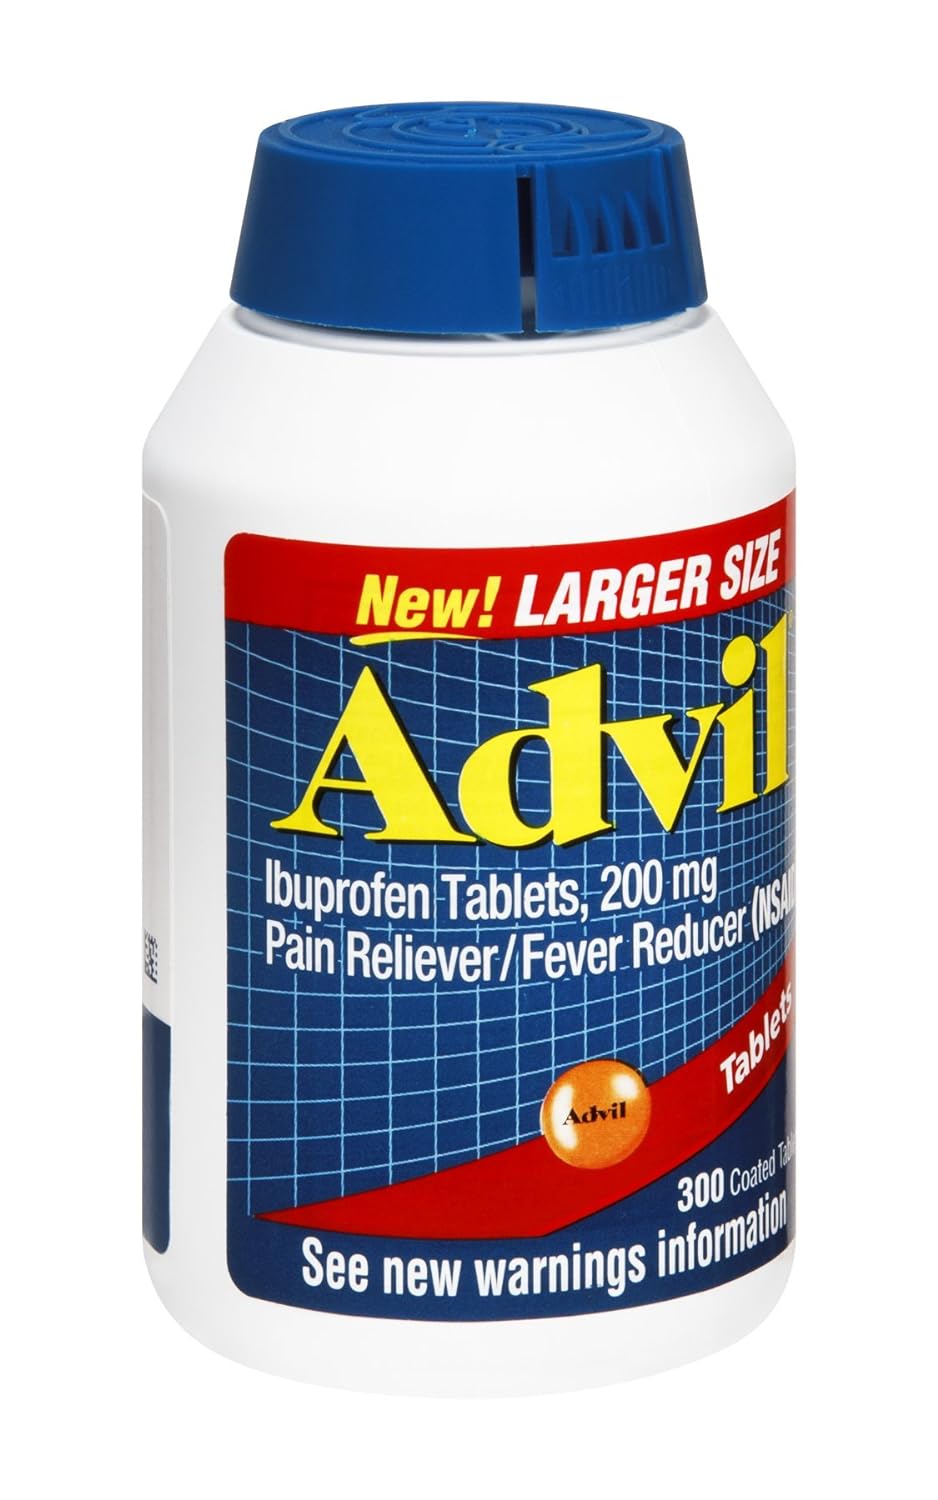 New! LARGER SIZE
Advil
Ibuprofen Tablets, 200 mg
Pain Reliever/Fever Reducer (NSAID
Tablets
Advil
300 Coated
See new warnings information